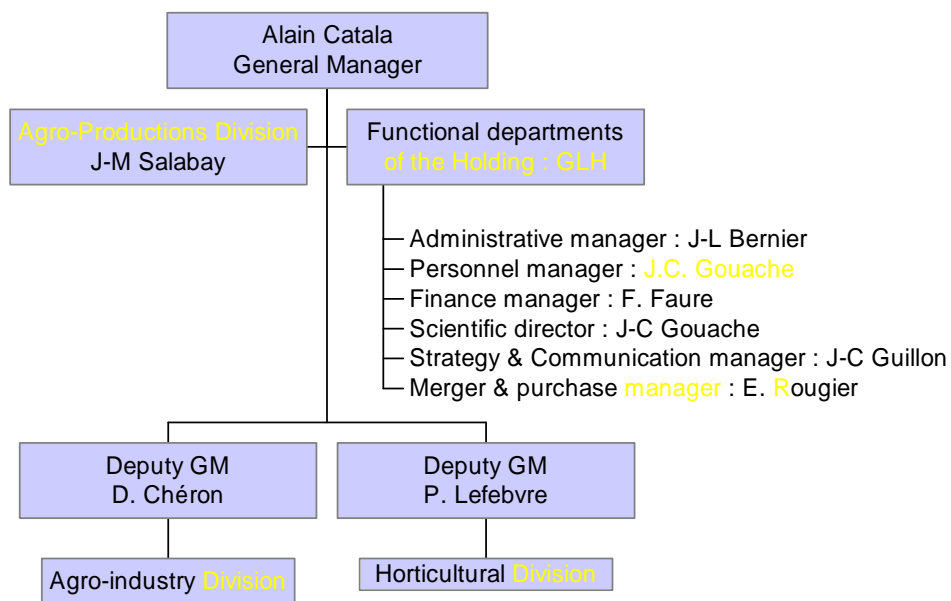 Alain Catala
General Manager
Agro-Productions Division
J-M Salabay
Functional departments
of the Holding : GLH
Administrative manager : J-L Bernier
Personnel manager : J.C. Gouache
Finance manager : F. Faure
Scientific director : J-C Gouache
Strategy & Communication manager : J-C Guillon
Merger & purchase manager : E. Rougier
Deputy GM
D. Chéron
Deputy GM
P. Lefebvre
Agro-industry Division
Horticultural Division